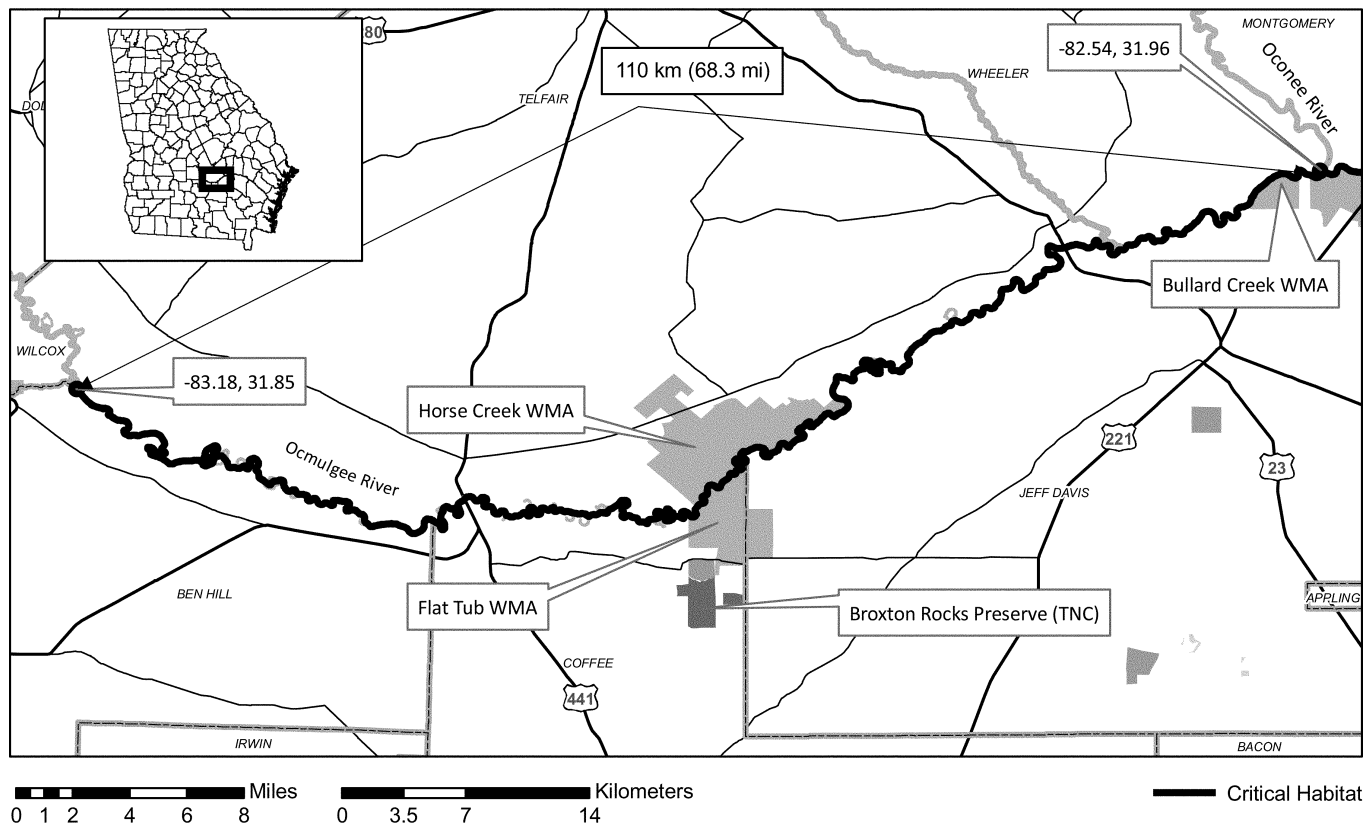 80
MONTGOMERY
-82.54, 31.96
Oconee River
110 km (68.3 mi)
WHEELER
TELFAIR
DOL
Bullard Creek WMA
WILCOX
-83.18, 31.85
Horse Creek WMA
Ocmulgee River
221
23
JEFF DAVIS
BEN HILL
Flat Tub WMA
Broxton Rocks Preserve (TNC)
APPLING
COFFEE
441
IRWIN
BACON
Miles
0 1 2 4 6 8
Kilometers
0 3.5 7 14
Critical Habitat